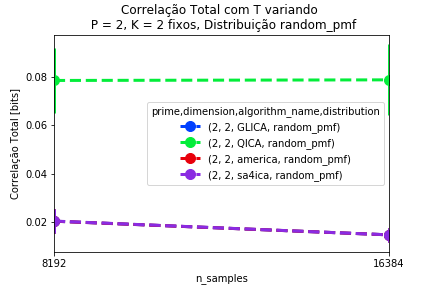 Correlação Total com T variando
P = 2, K = 2 fixos, Distribuição random_pmf
Correlação Total [bits]
0.08
0.06
0.04
0.02
prime,dimension,algorithm_name,distribution
(2, 2, GLICA, random_pmf)
(2, 2, QICA, random_pmf)
(2, 2, america, random_pmf)
(2, 2, sa4ica, random_pmf)
8192
16384
n_samples